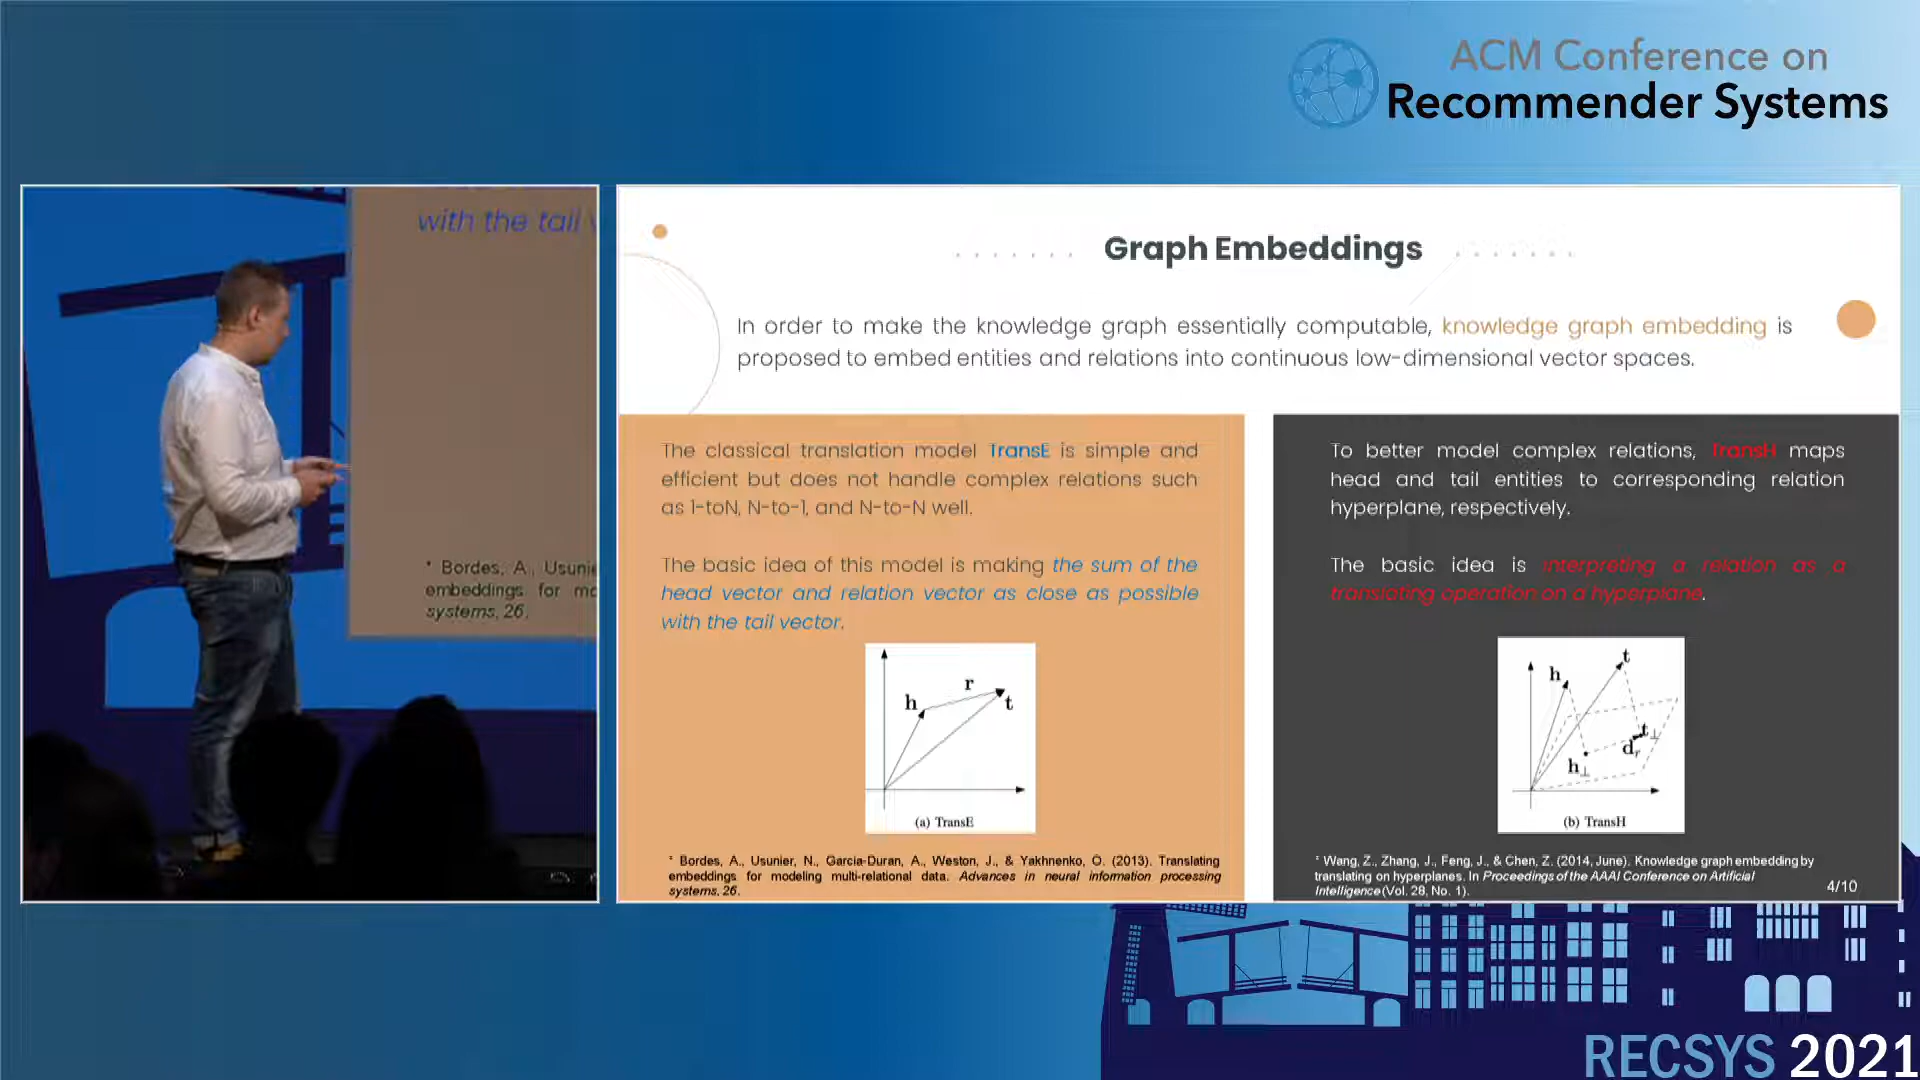 ACM Conference on
Recommender Systems
with the tail
* Bordes, A., Usunie
embeddings for mo
systems, 26.
Graph Embeddings
In order to make the knowledge graph essentially computable, knowledge graph embedding is
proposed to embed entities and relations into continuous low-dimensional vector spaces.
The classical translation model TransE is simple and
efficient but does not handle complex relations such
as 1-toN, N-to-1, and N-to-N well.
The basic idea of this model is making the sum of the
head vector and relation vector as close as possible
with the tail vector.
h
r
t
(a) TransE
* Bordes, A., Usunier, N., Garcia-Duran, A., Weston, J., & Yakhnenko, O. (2013). Translating
embeddings for modeling multi-relational data. Advances in neural information processing
systems, 26.
To better model complex relations, TransH maps
head and tail entities to corresponding relation
hyperplane, respectively.
The basic idea is interpreting a relation as a
translating operation on a hyperplane.
h
t
t⊥
dr
h⊥
(b) TransH
* Wang, Z., Zhang, J., Feng, J., & Chen, Z. (2014, June). Knowledge graph embedding by
translating on hyperplanes. In Proceedings of the AAAI Conference on Artificial
Intelligence (Vol. 28, No. 1).
4/10
RECSYS 2021